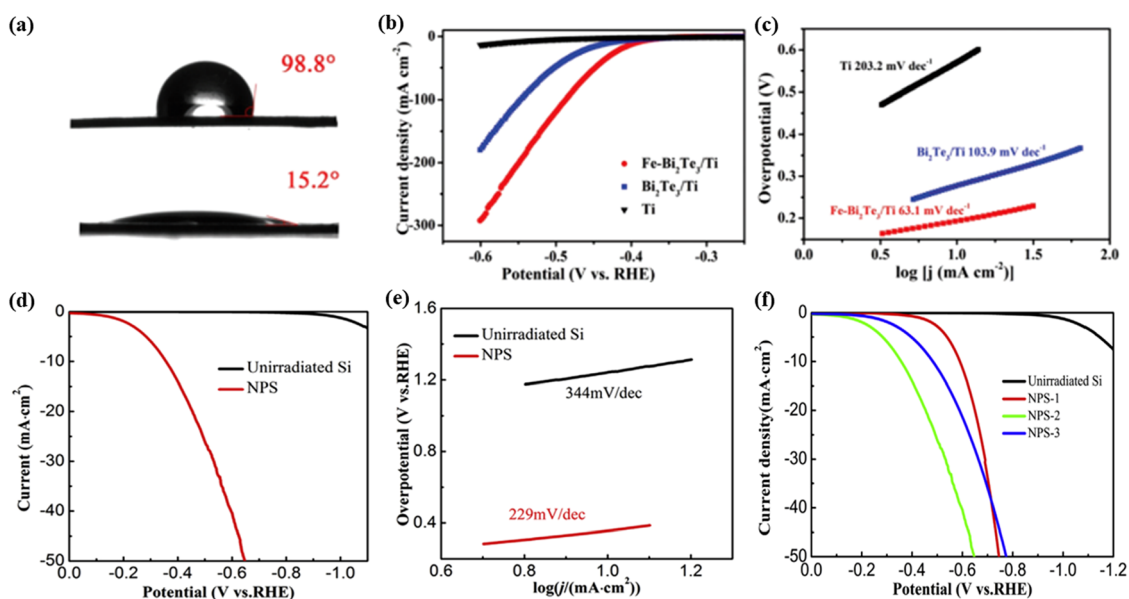 (a)
98.8°
15.2°
(b)
Current density (mA cm-2)
0
-100
-200
-300
Fe-Bi2Te3/Ti
Bi2Te3/Ti
Ti
-0.6
-0.5
-0.4
-0.3
Potential (V vs. RHE)
(c)
Overpotential (V)
0.6
0.5
0.3
0.2
Ti 203.2 mV dec-1
Bi2Te3/Ti 103.9 mV dec-1
Fe-Bi2Te3/Ti 63.1 mV dec-1
0.0
0.5
1.0
1.5
2.0
log [j (mA cm-2)]
(d)
Current (mA·cm2)
0
-10
-20
-30
-40
-50
Unirradiated Si
NPS
0.0
-0.2
-0.4
-0.6
-0.8
-1.0
Potential (V vs.RHE)
(e)
Overpotential (V vs.RHE)
1.6
1.2
0.8
0.4
Unirradiated Si
NPS
344mV/dec
229mV/dec
0.6
0.8
1.0
1.2
log(j/(mA·cm2))
(f)
Current density(mA·cm2)
0
-10
-20
-30
-40
-50
Unirradiated Si
NPS-1
NPS-2
NPS-3
0.0
-0.2
-0.4
-0.6
-0.8
-1.0
-1.2
Potential (V vs.RHE)